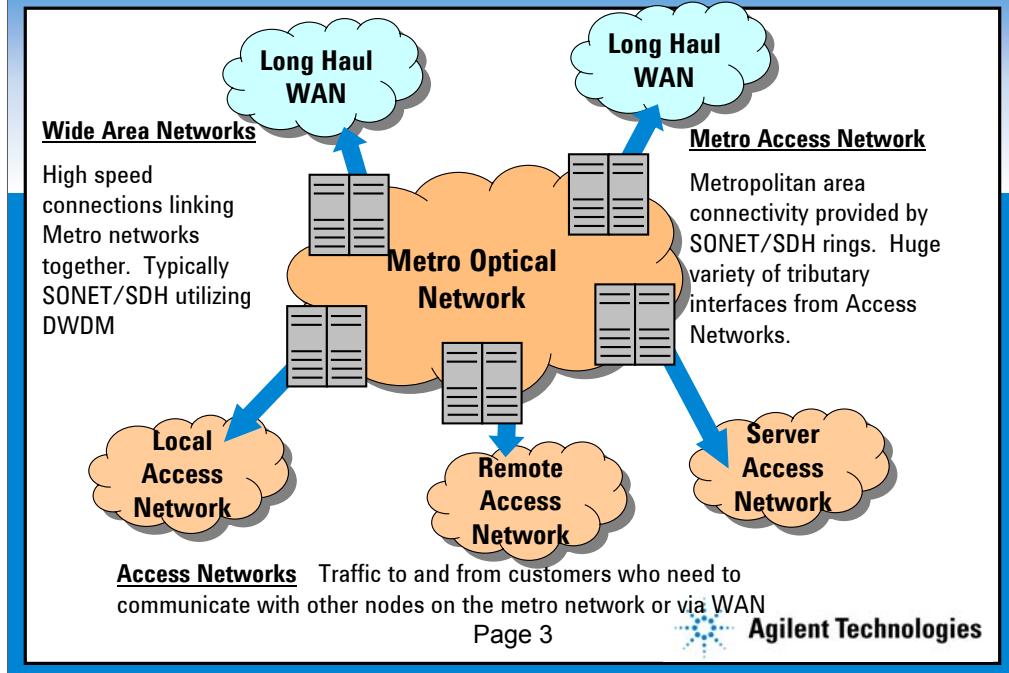 Long Haul
WAN
Long Haul
WAN
Wide Area Networks
High speed
connections linking
Metro networks
together. Typically
SONET/SDH utilizing
DWDM
Metro Access Network
Metropolitan area
connectivity provided by
SONET/SDH rings. Huge
variety of tributary
interfaces from Access
Networks.
Metro Optical
Network
Local
Access
Network
Remote
Access
Network
Server
Access
Network
Access Networks Traffic to and from customers who need to
communicate with other nodes on the metro network or via WAN
Page 3
Agilent Technologies